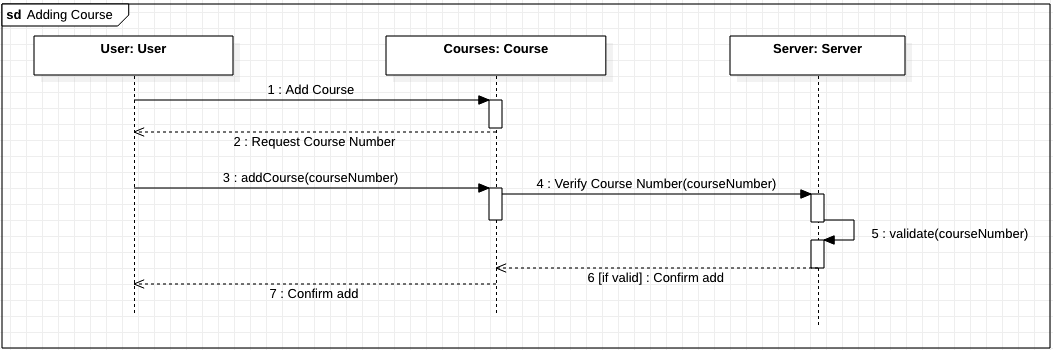 sd Adding Course
User: User
Courses: Course
Server: Server
1 : Add Course
2 : Request Course Number
3 : addCourse(courseNumber)
4 : Verify Course Number(courseNumber)
5 : validate(courseNumber)
6 [if valid] : Confirm add
7 : Confirm add